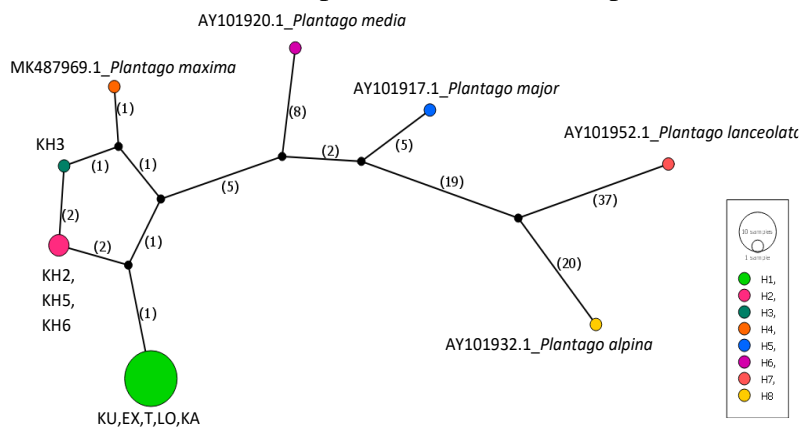 AY101920.1_Plantago media
MK487969.1_Plantago maxima
AY101917.1_Plantago major
AY101952.1_Plantago lanceolata
KH3
(1)
(8)
(1)
(1)
(5)
(2)
(5)
(19)
(37)
(2)
(2)
(1)
(20)
(1)
KH2,
KH5,
KH6
AY101932.1_Plantago alpina
KU,EX,T,LO,KA
10 samples
1 sample
H1,
H2,
H3,
H4,
H5,
H6,
H7,
H8